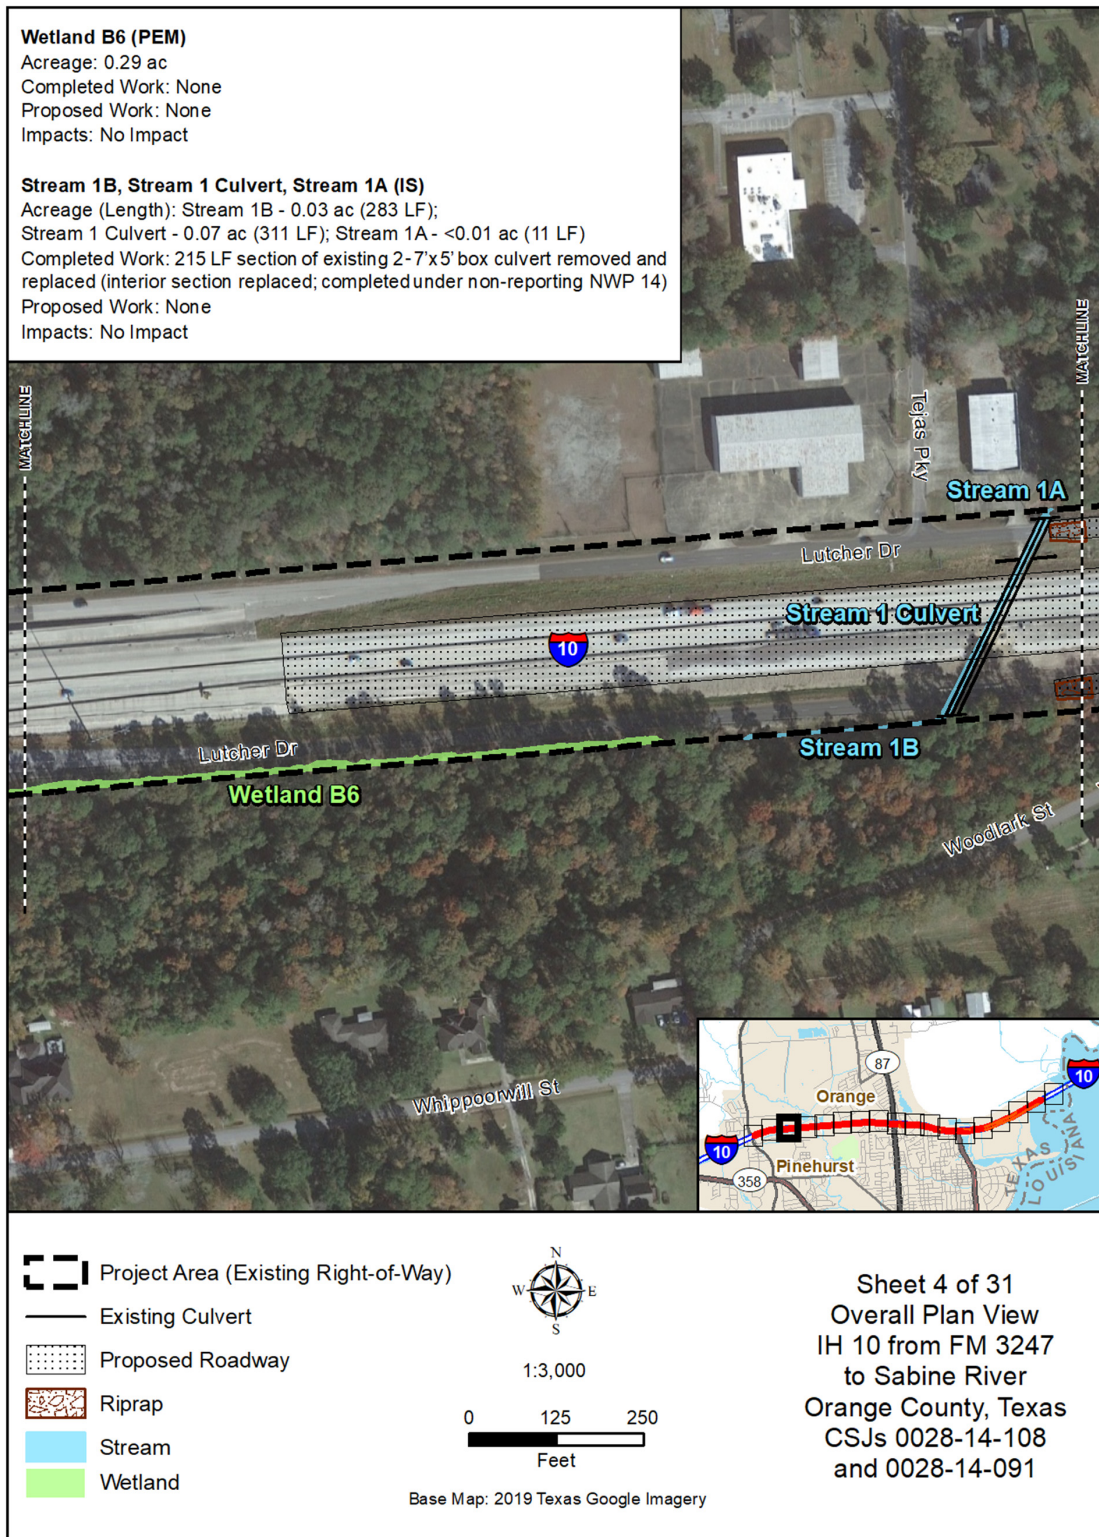 Wetland B6 (PEM)
Acreage: 0.29 ac
Completed Work: None
Proposed Work: None
Impacts: No Impact
Stream 1B, Stream 1 Culvert, Stream 1A (IS)
Acreage (Length): Stream 1B - 0.03 ac (283 LF);
Stream 1 Culvert - 0.07 ac (311 LF); Stream 1A - <0.01 ac (11 LF)
Completed Work: 215 LF section of existing 2-7'x5' box culvert removed and
replaced (interior section replaced; completed under non-reporting NWP 14)
Proposed Work: None
Impacts: No Impact
MATCHLINE
MATCHLINE
Tejas Pky
Stream 1A
Lutcher Dr
Stream 1 Culvert
10
Lutcher Dr
Stream 1B
Wetland B6
Woodlark St
Whippoorwill St
87
10
Orange
10
Pinehurst
358
TEXAS
LOUISIANA
Project Area (Existing Right-of-Way)
Existing Culvert
Proposed Roadway
Riprap
Stream
Wetland
N
W
E
S
1:3,000
0 125 250
Feet
Base Map: 2019 Texas Google Imagery
Sheet 4 of 31
Overall Plan View
IH 10 from FM 3247
to Sabine River
Orange County, Texas
CSJs 0028-14-108
and 0028-14-091